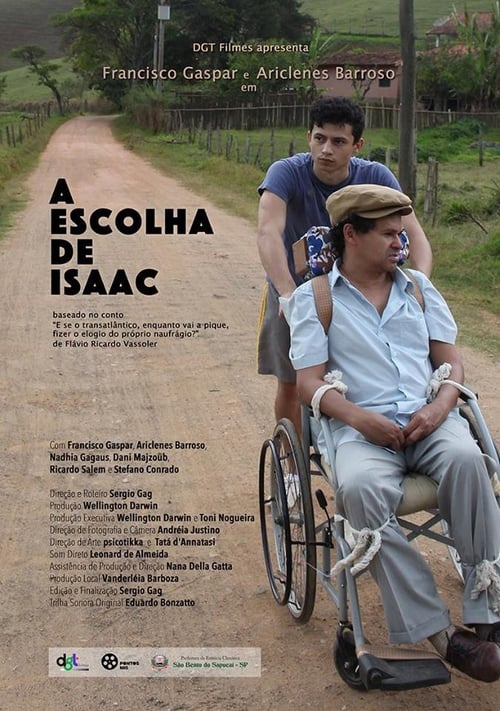 DGT Filmes apresenta
Francisco Gaspar e Ariclenes Barroso
em
A
ESCOLHA
DE
ISAAC
baseado no conto
"E se o transatlântico, enquanto vai a pique,
fizer o elogio do próprio naufrágio?"
de Flávio Ricardo Vassoler
Com Francisco Gaspar, Ariclenes Barroso,
Nadhia Gagaus, Dani Majzoüb,
Ricardo Salem e Stefano Conrado
Direção e Roteiro Sergio Gag
Produção Wellington Darwin
Produção Executiva Wellington Darwin e Toni Nogueira
Direção de Fotografia e Câmera Andréia Justino
Direção de Arte psicotikka e Tatá d'Annatasi
Som Direto Leonard de Almeida
Assistência de Produção e Direção Nana Della Gatta
Produção Local Vanderléia Barboza
Edição e Finalização Sergio Gag
Trilha Sonora Original Eduardo Bonzatto
dgt
PONTOS
São Bento do Sapucaí - SP